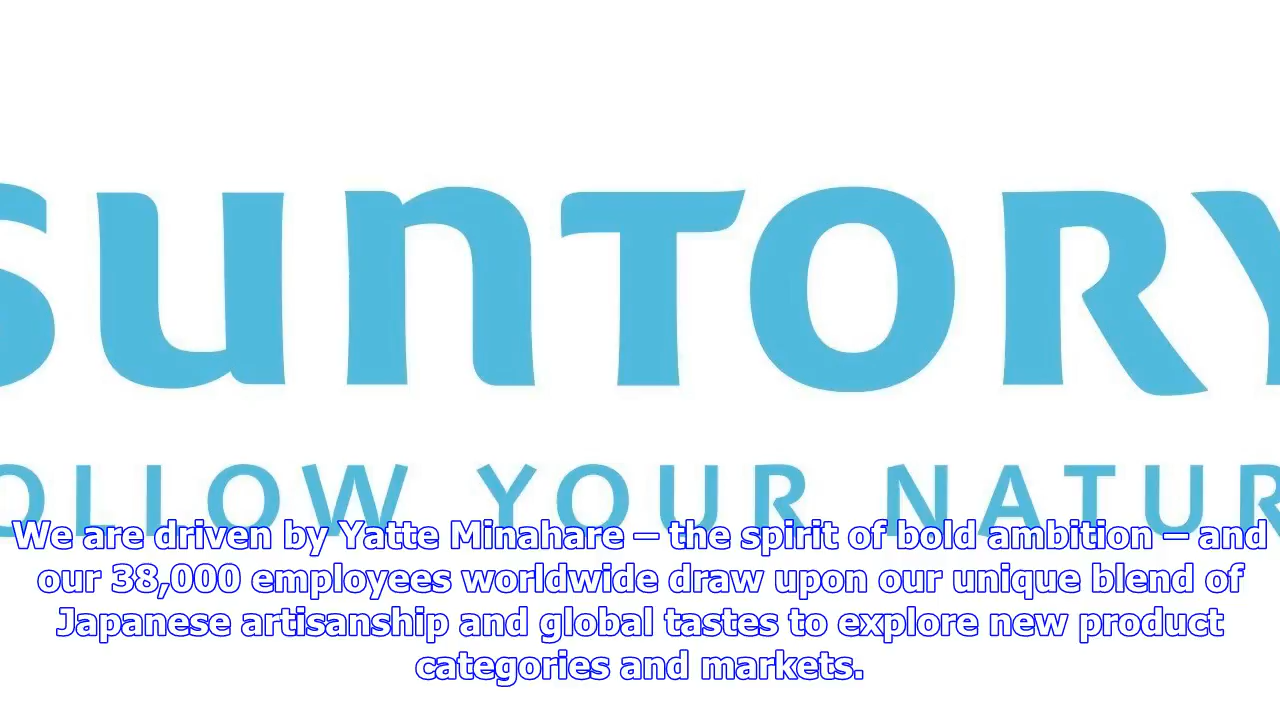 SUNTORY
OLLOW YOUR NATUR
We are driven by Yatte Minahare — the spirit of bold ambition — and
our 38,000 employees worldwide draw upon our unique blend of
Japanese artisanship and global tastes to explore new product
categories and markets.